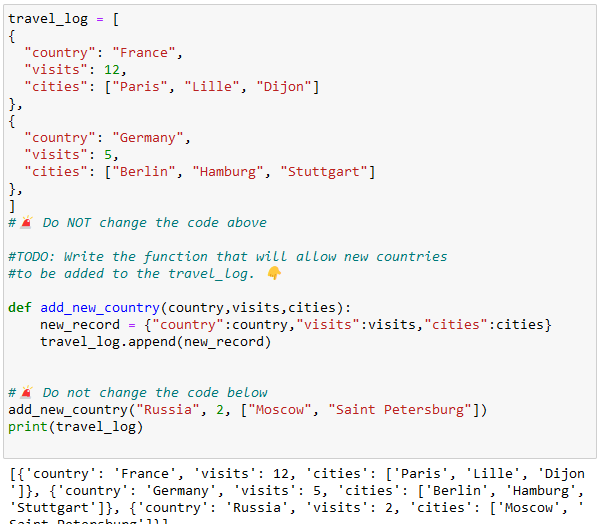 travel_log = [
{
  "country": "France",
  "visits": 12,
  "cities": ["Paris", "Lille", "Dijon"]
},
{
  "country": "Germany",
  "visits": 5,
  "cities": ["Berlin", "Hamburg", "Stuttgart"]
},
]
#🚨 Do NOT change the code above

#TODO: Write the function that will allow new countries
#to be added to the travel_log. 👇

def add_new_country(country,visits,cities):
    new_record = {"country":country,"visits":visits,"cities":cities}
    travel_log.append(new_record)


#🚨 Do not change the code below
add_new_country("Russia", 2, ["Moscow", "Saint Petersburg"])
print(travel_log)

[{'country': 'France', 'visits': 12, 'cities': ['Paris', 'Lille', 'Dijon
']}, {'country': 'Germany', 'visits': 5, 'cities': ['Berlin', 'Hamburg',
'Stuttgart']}, {'country': 'Russia', 'visits': 2, 'cities': ['Moscow', '
Saint Petersburg']}]